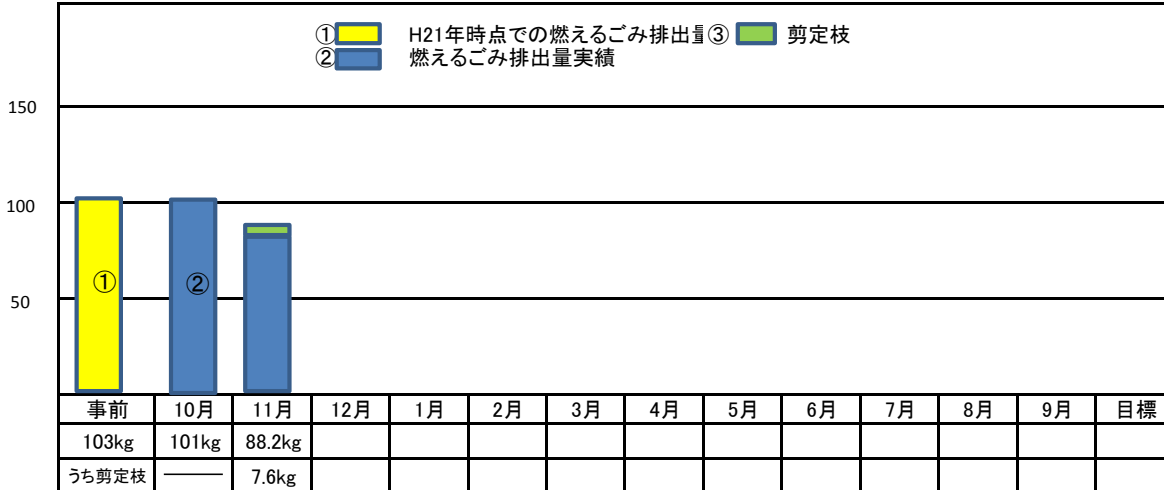 ① H21年時点での燃えるごみ排出量 ③ 剪定枝
② 燃えるごみ排出量実績
150
100
50
① ②
事前 10月 11月 12月 1月 2月 3月 4月 5月 6月 7月 8月 9月 目標
103kg 101kg 88.2kg
うち剪定枝 ――― 7.6kg